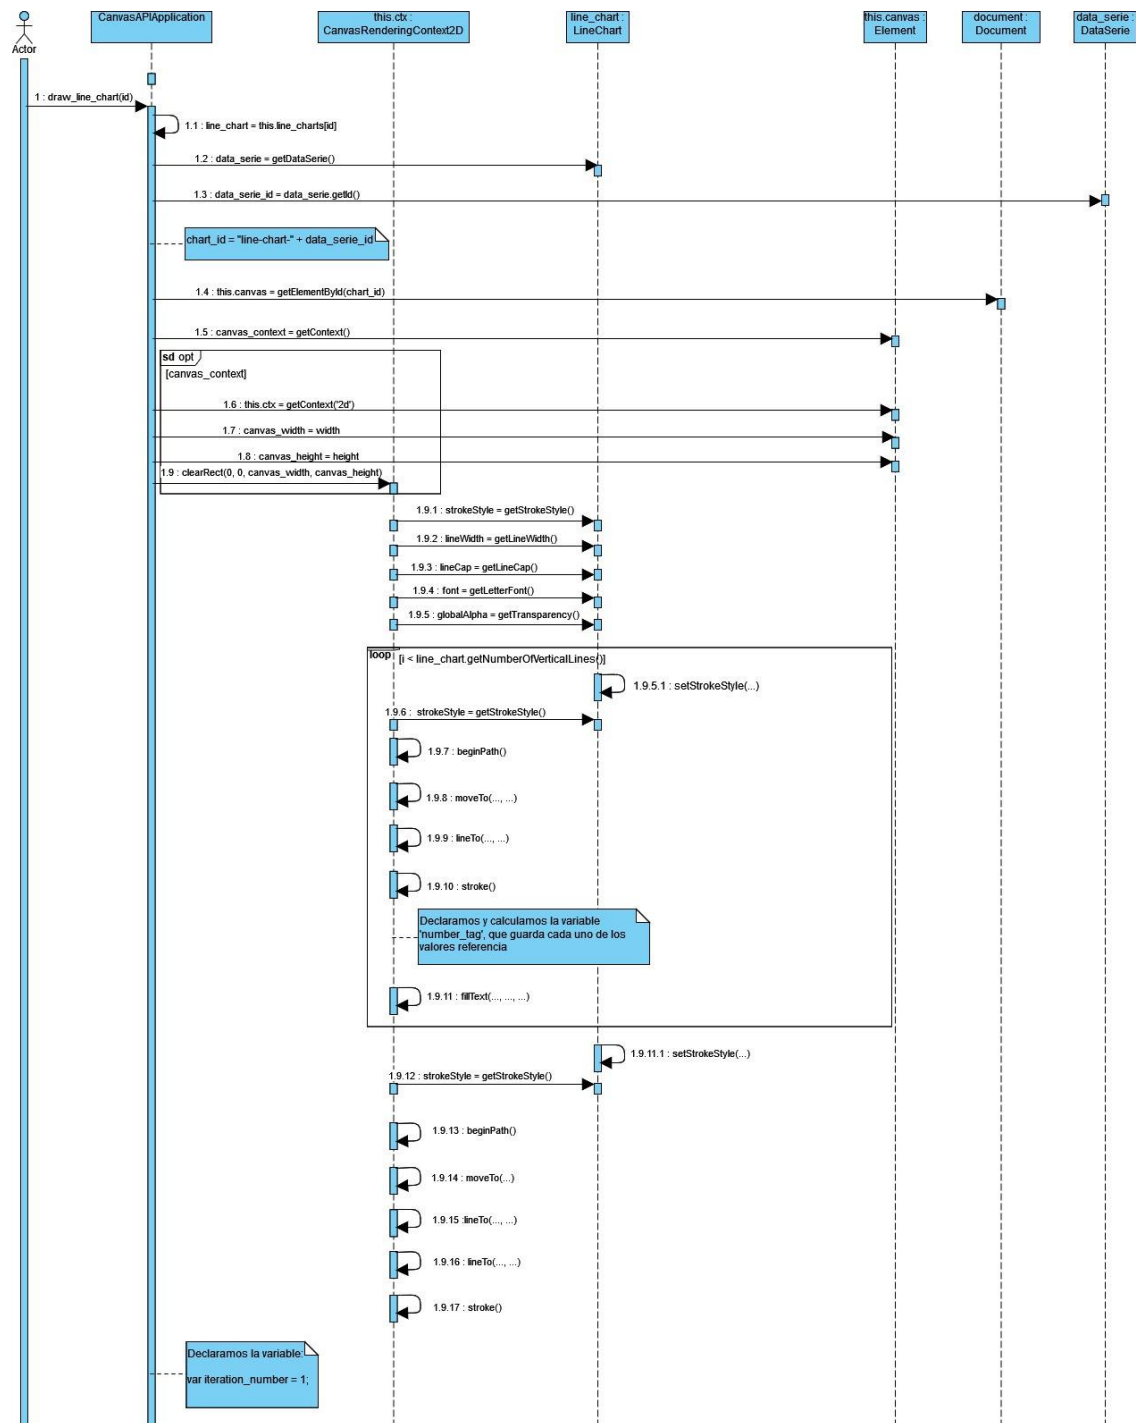 Actor
CanvasAPIApplication
this.ctx :
CanvasRenderingContext2D
line_chart :
LineChart
this.canvas :
Element
document :
Document
data_serie :
DataSerie
1 : draw_line_chart(id)
1.1 : line_chart = this.line_charts[id]
1.2 : data_serie = getDataSerie()
1.3 : data_serie_id = data_serie.getId()
chart_id = "line-chart-" + data_serie_id
1.4 : this.canvas = getElementById(chart_id)
1.5 : canvas_context = getContext()
sd opt
[canvas_context]
1.6 : this.ctx = getContext('2d')
1.7 : canvas_width = width
1.8 : canvas_height = height
1.9 : clearRect(0, 0, canvas_width, canvas_height)
1.9.1 : strokeStyle = getStrokeStyle()
1.9.2 : lineWidth = getLineWidth()
1.9.3 : lineCap = getLineCap()
1.9.4 : font = getLetterFont()
1.9.5 : globalAlpha = getTransparency()
loop
[i < line_chart.getNumberOfVerticalLines()]
1.9.5.1 : setStrokeStyle(...)
1.9.6 : strokeStyle = getStrokeStyle()
1.9.7 : beginPath()
1.9.8 : moveTo(..., ...)
1.9.9 : lineTo(..., ...)
1.9.10 : stroke()
Declaramos y calculamos la variable
'number_tag', que guarda cada uno de los
valores referencia
1.9.11 : fillText(..., ..., ...)
1.9.11.1 : setStrokeStyle(...)
1.9.12 : strokeStyle = getStrokeStyle()
1.9.13 : beginPath()
1.9.14 : moveTo(...)
1.9.15 :lineTo(..., ...)
1.9.16 : lineTo(..., ...)
1.9.17 : stroke()
Declaramos la variable:
var iteration_number = 1;